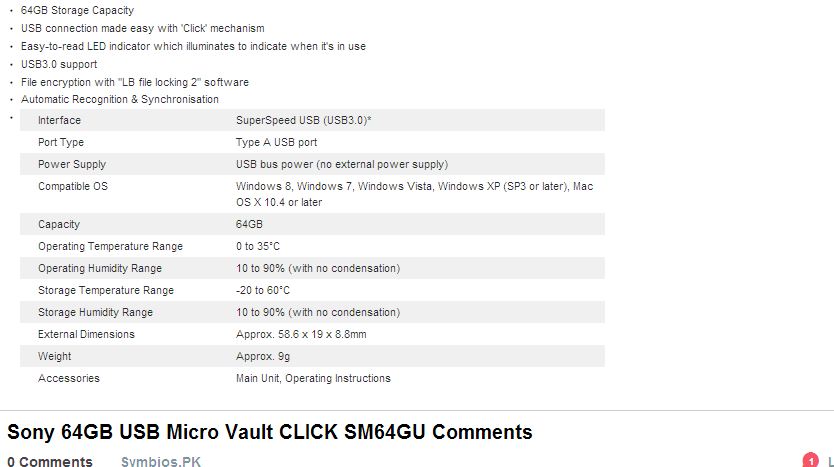 • 64GB Storage Capacity
• USB connection made easy with 'Click' mechanism
• Easy-to-read LED indicator which illuminates to indicate when it's in use
• USB3.0 support
• File encryption with "LB file locking 2" software
• Automatic Recognition & Synchronisation
• Interface SuperSpeed USB (USB3.0)*
Port Type Type A USB port
Power Supply USB bus power (no external power supply)
Compatible OS Windows 8, Windows 7, Windows Vista, Windows XP (SP3 or later), Mac
OS X 10.4 or later
Capacity 64GB
Operating Temperature Range 0 to 35°C
Operating Humidity Range 10 to 90% (with no condensation)
Storage Temperature Range -20 to 60°C
Storage Humidity Range 10 to 90% (with no condensation)
External Dimensions Approx. 58.6 x 19 x 8.8mm
Weight Approx. 9g
Accessories Main Unit, Operating Instructions
Sony 64GB USB Micro Vault CLICK SM64GU Comments
0 Comments Symbios.PK 1 L